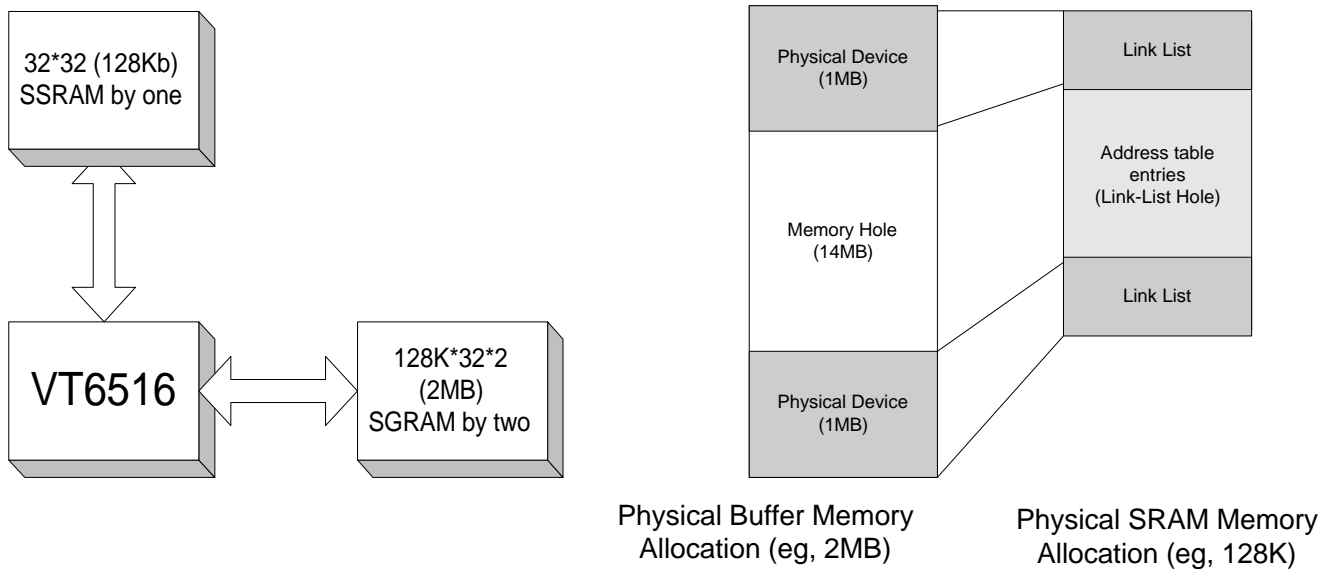 32*32 (128Kb)
SSRAM by one
VT6516
128K*32*2
(2MB)
SGRAM by two
Physical Device
(1MB)
Memory Hole
(14MB)
Physical Device
(1MB)
Physical Buffer Memory
Allocation (eg, 2MB)
Link List
Address table
entries
(Link-List Hole)
Link List
Physical SRAM Memory
Allocation (eg, 128K)